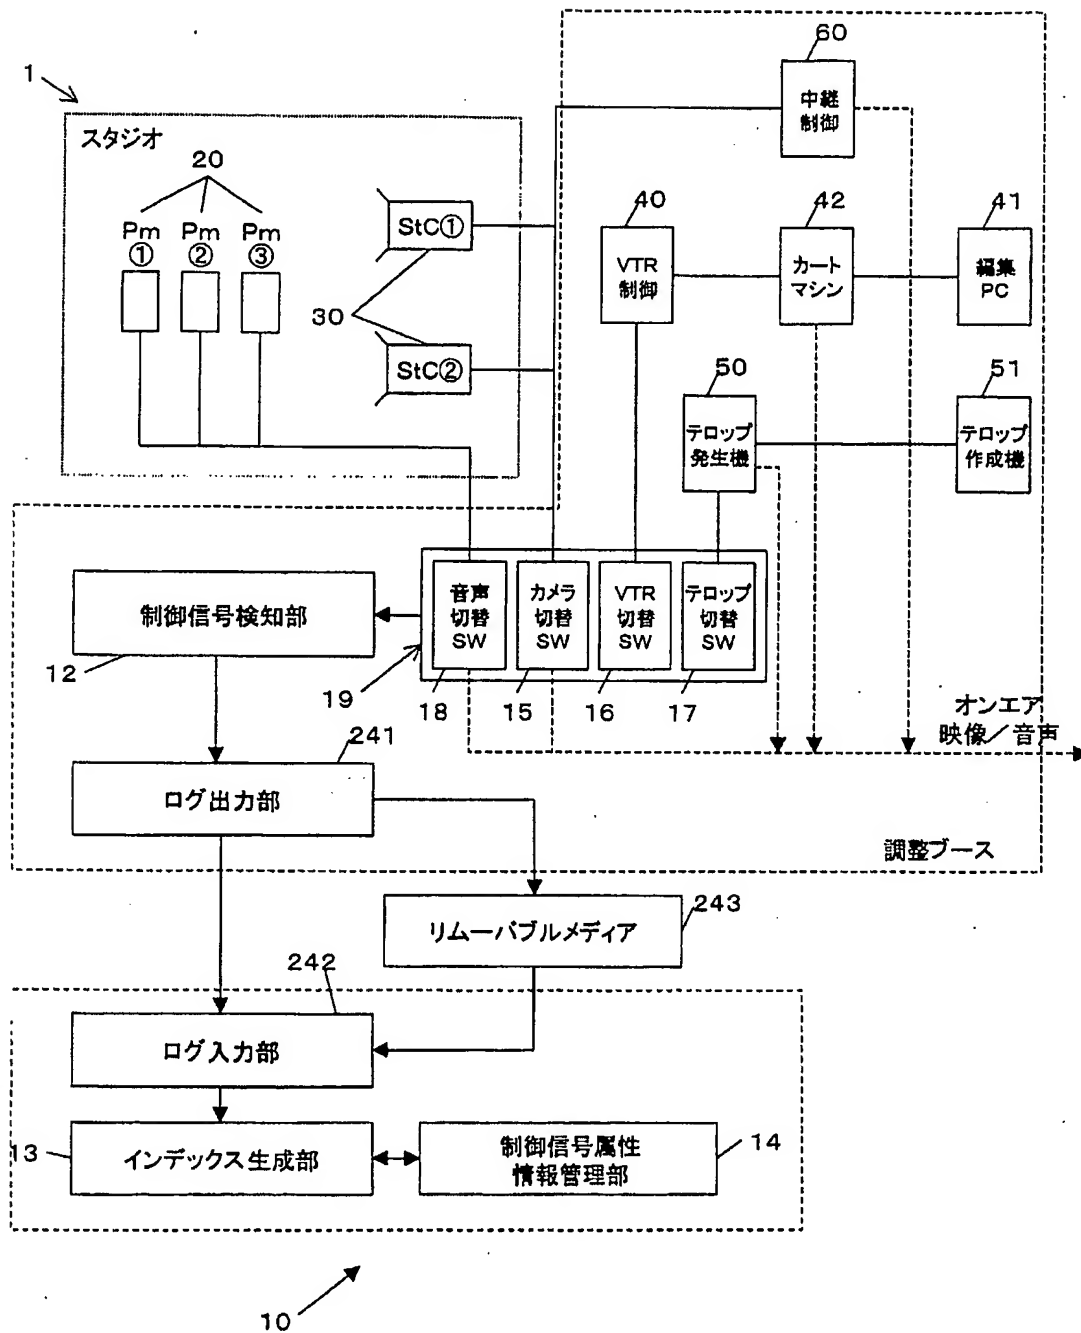 60
1
中継
制御
スタジオ
20
40
42
41
Pm
①
Pm
②
Pm
③
StC①
VTR
制御
カート
マシン
編集
PC
30
StC②
50
51
テロップ
発生機
テロップ
作成機
制御信号検知部
音声
切替
SW
カメラ
切替
SW
VTR
切替
SW
テロップ
切替
SW
12
19
18
15
16
17
オンエア
映像／音声
241
ログ出力部
調整ブース
243
リムーバブルメディア
242
ログ入力部
13
インデックス生成部
制御信号属性
情報管理部
14
10